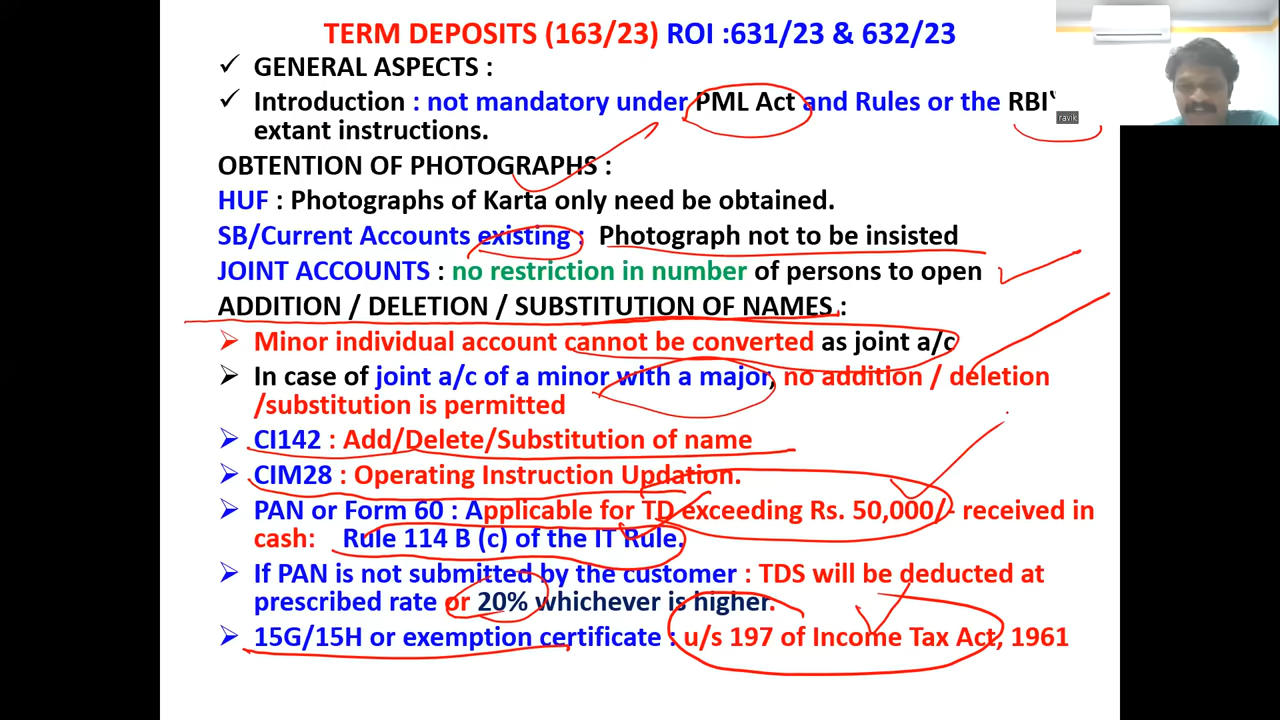 TERM DEPOSITS (163/23) ROI :631/23 & 632/23
✓ GENERAL ASPECTS :
✓ Introduction : not mandatory under PML Act and Rules or the RBI'
ravik
extant instructions.
OBTENTION OF PHOTOGRAPHS :
HUF : Photographs of Karta only need be obtained.
SB/Current Accounts existing : Photograph not to be insisted
JOINT ACCOUNTS : no restriction in number of persons to open
ADDITION / DELETION / SUBSTITUTION OF NAMES :
➢ Minor individual account cannot be converted as joint a/c
➢ In case of joint a/c of a minor with a major, no addition / deletion
/substitution is permitted
➢ CI142 : Add/Delete/Substitution of name
➢ CIM28 : Operating Instruction Updation.
➢ PAN or Form 60 : Applicable for TD exceeding Rs. 50,000/- received in
cash: Rule 114 B (c) of the IT Rule.
➢ If PAN is not submitted by the customer : TDS will be deducted at
prescribed rate or 20% whichever is higher.
➢ 15G/15H or exemption certificate : u/s 197 of Income Tax Act, 1961